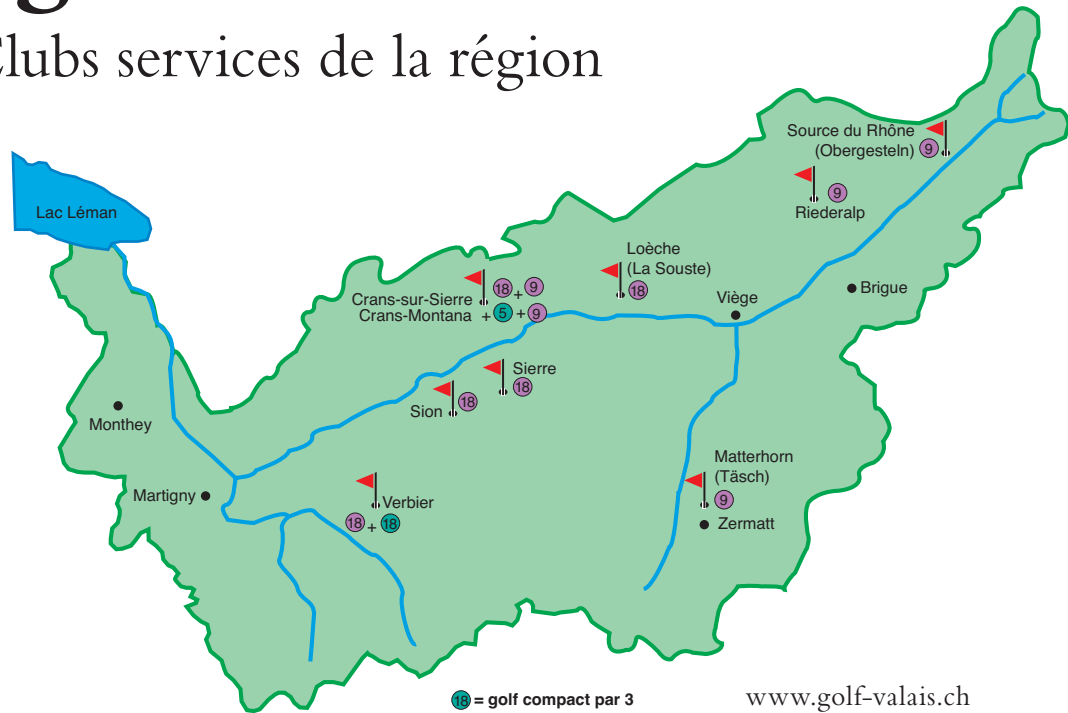 Clubs services de la région
Lac Léman
Source du Rhône
(Obergesteln) 9
9
Riederalp
Loèche
(La Souste)
18
Crans-sur-Sierre 18 + 9
Crans-Montana + 5 + 9
Viège
Brigue
Sierre
18
Sion 18
Monthey
Martigny
Verbier
18 + 18
Matterhorn
(Täsch)
9
Zermatt
18 = golf compact par 3
www.golf-valais.ch